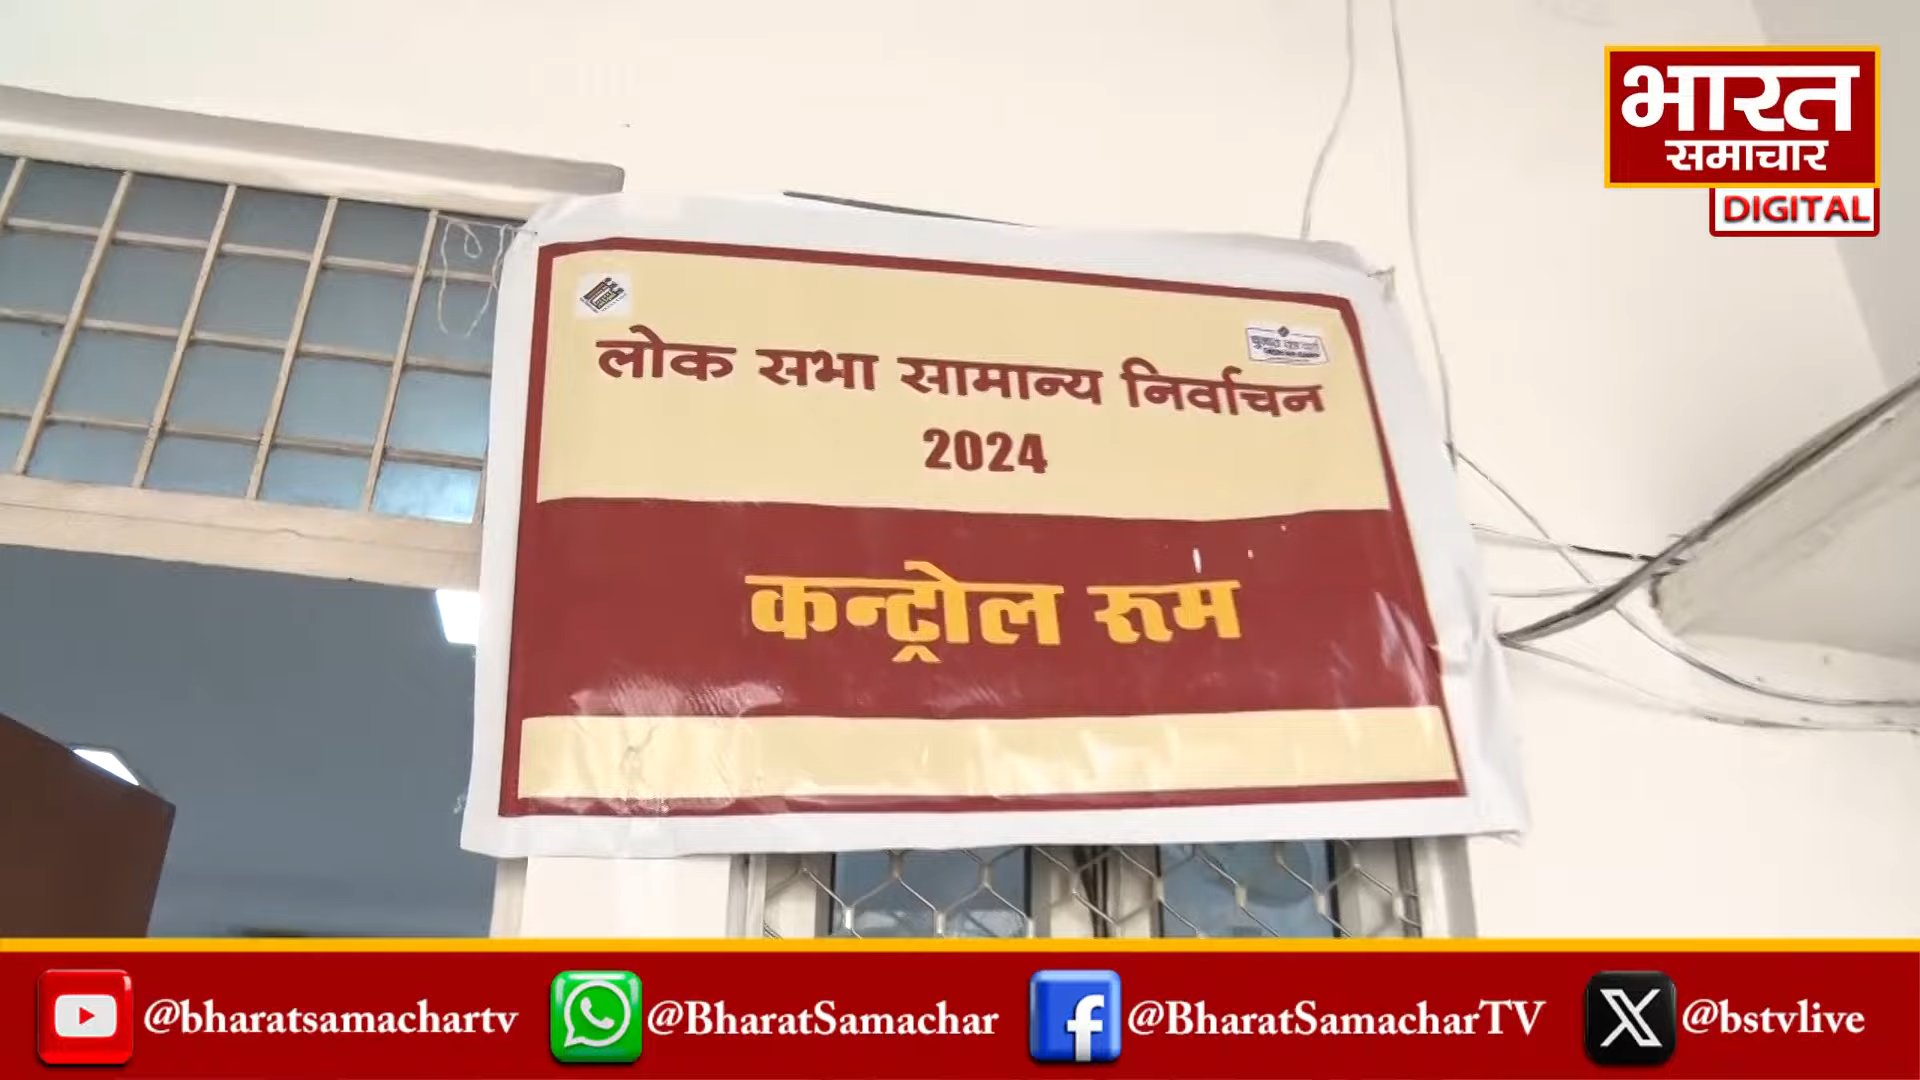 भारत
समाचार
DIGITAL
लोक सभा सामान्य निर्वाचन
2024
कन्ट्रोल रूम
@bharatsamachartv @BharatSamachar @BharatSamacharTV @bstvlive